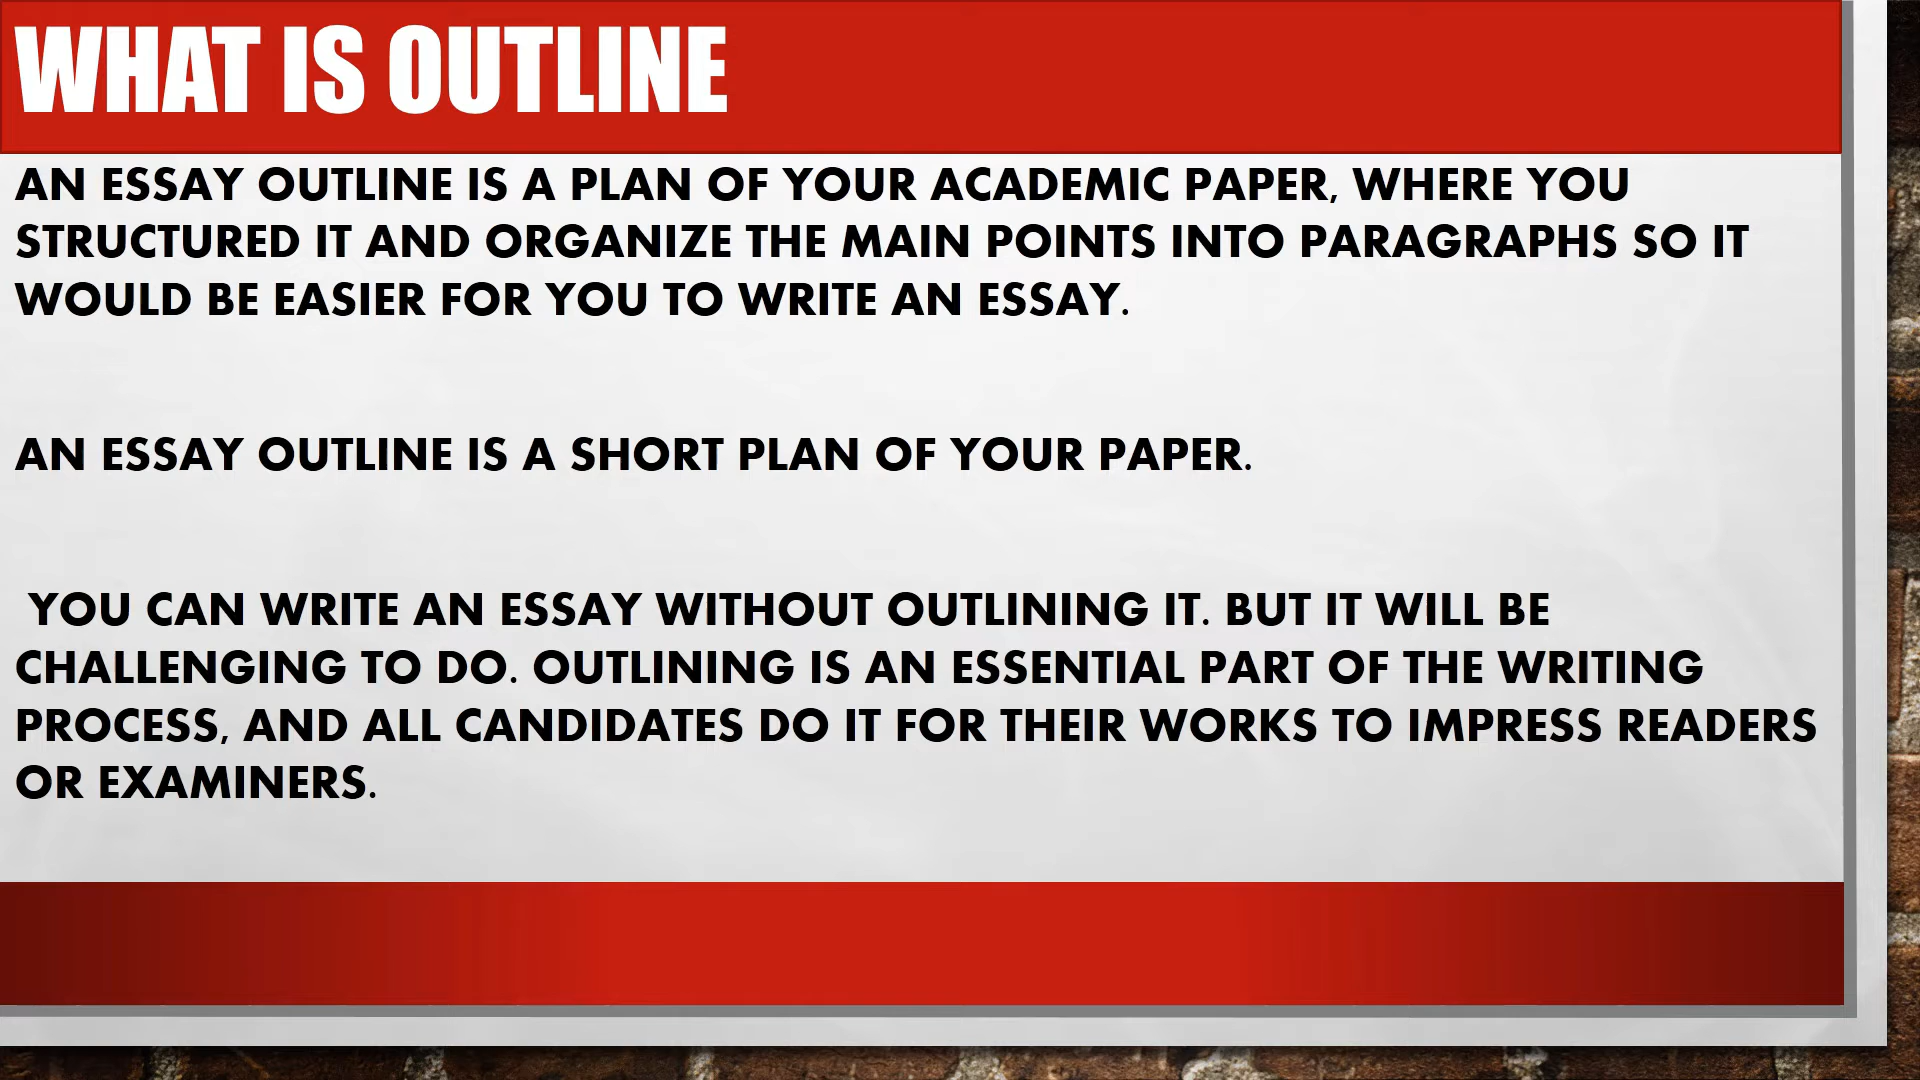 WHAT IS OUTLINE
AN ESSAY OUTLINE IS A PLAN OF YOUR ACADEMIC PAPER, WHERE YOU
STRUCTURED IT AND ORGANIZE THE MAIN POINTS INTO PARAGRAPHS SO IT
WOULD BE EASIER FOR YOU TO WRITE AN ESSAY.
AN ESSAY OUTLINE IS A SHORT PLAN OF YOUR PAPER.
YOU CAN WRITE AN ESSAY WITHOUT OUTLINING IT. BUT IT WILL BE
CHALLENGING TO DO. OUTLINING IS AN ESSENTIAL PART OF THE WRITING
PROCESS, AND ALL CANDIDATES DO IT FOR THEIR WORKS TO IMPRESS READERS
OR EXAMINERS.